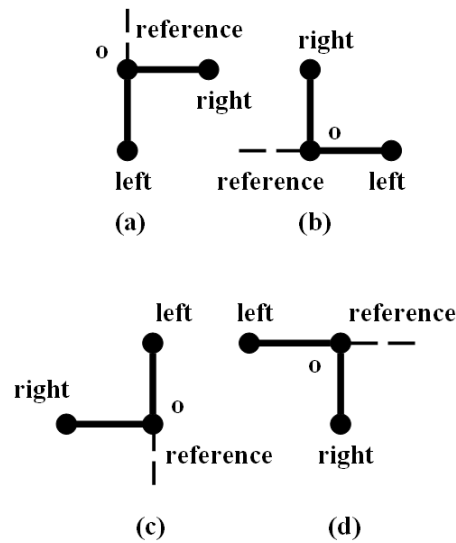 reference
o
right
left
(a)
right
o
reference
left
(b)
left
right
o
reference
(c)
left
reference
o
right
(d)